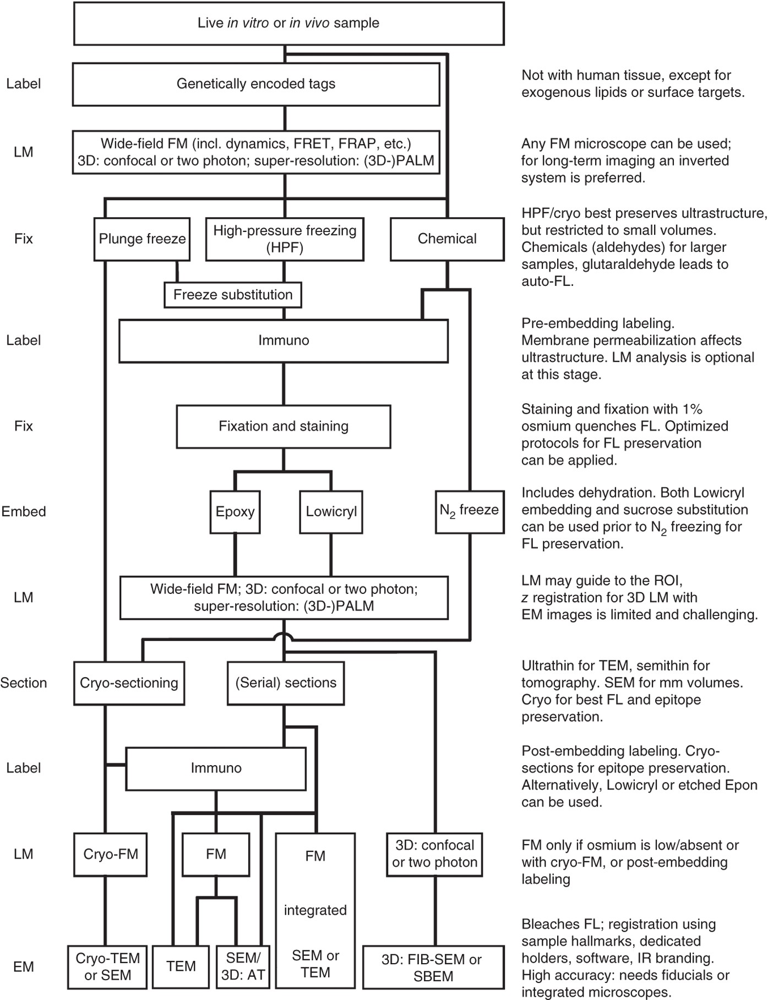 Live in vitro or in vivo sample
Label
Genetically encoded tags
Not with human tissue, except for
exogenous lipids or surface targets.
LM
Wide-field FM (incl. dynamics, FRET, FRAP, etc.)
3D: confocal or two photon; super-resolution: (3D-)PALM
Any FM microscope can be used;
for long-term imaging an inverted
system is preferred.
Fix
Plunge freeze
High-pressure freezing
(HPF)
Chemical
HPF/cryo best preserves ultrastructure,
but restricted to small volumes.
Chemicals (aldehydes) for larger
samples, glutaraldehyde leads to
auto-FL.
Freeze substitution
Label
Immuno
Pre-embedding labeling.
Membrane permeabilization affects
ultrastructure. LM analysis is optional
at this stage.
Fix
Fixation and staining
Staining and fixation with 1%
osmium quenches FL. Optimized
protocols for FL preservation
can be applied.
Embed
Epoxy
Lowicryl
N2 freeze
Includes dehydration. Both Lowicryl
embedding and sucrose substitution
can be used prior to N2 freezing for
FL preservation.
LM
Wide-field FM; 3D: confocal or two photon;
super-resolution: (3D-)PALM
LM may guide to the ROI,
z registration for 3D LM with
EM images is limited and challenging.
Section
Cryo-sectioning
(Serial) sections
Ultrathin for TEM, semithin for
tomography. SEM for mm volumes.
Cryo for best FL and epitope
preservation.
Label
Immuno
Post-embedding labeling. Cryo-
sections for epitope preservation.
Alternatively, Lowicryl or etched Epon
can be used.
LM
Cryo-FM
FM
FM
3D: confocal
or two photon
FM only if osmium is low/absent or
with cryo-FM, or post-embedding
labeling
integrated
EM
Cryo-TEM
or SEM
TEM
SEM/
3D: AT
SEM or
TEM
3D: FIB-SEM or
SBEM
Bleaches FL; registration using
sample hallmarks, dedicated
holders, software, IR branding.
High accuracy: needs fiducials or
integrated microscopes.